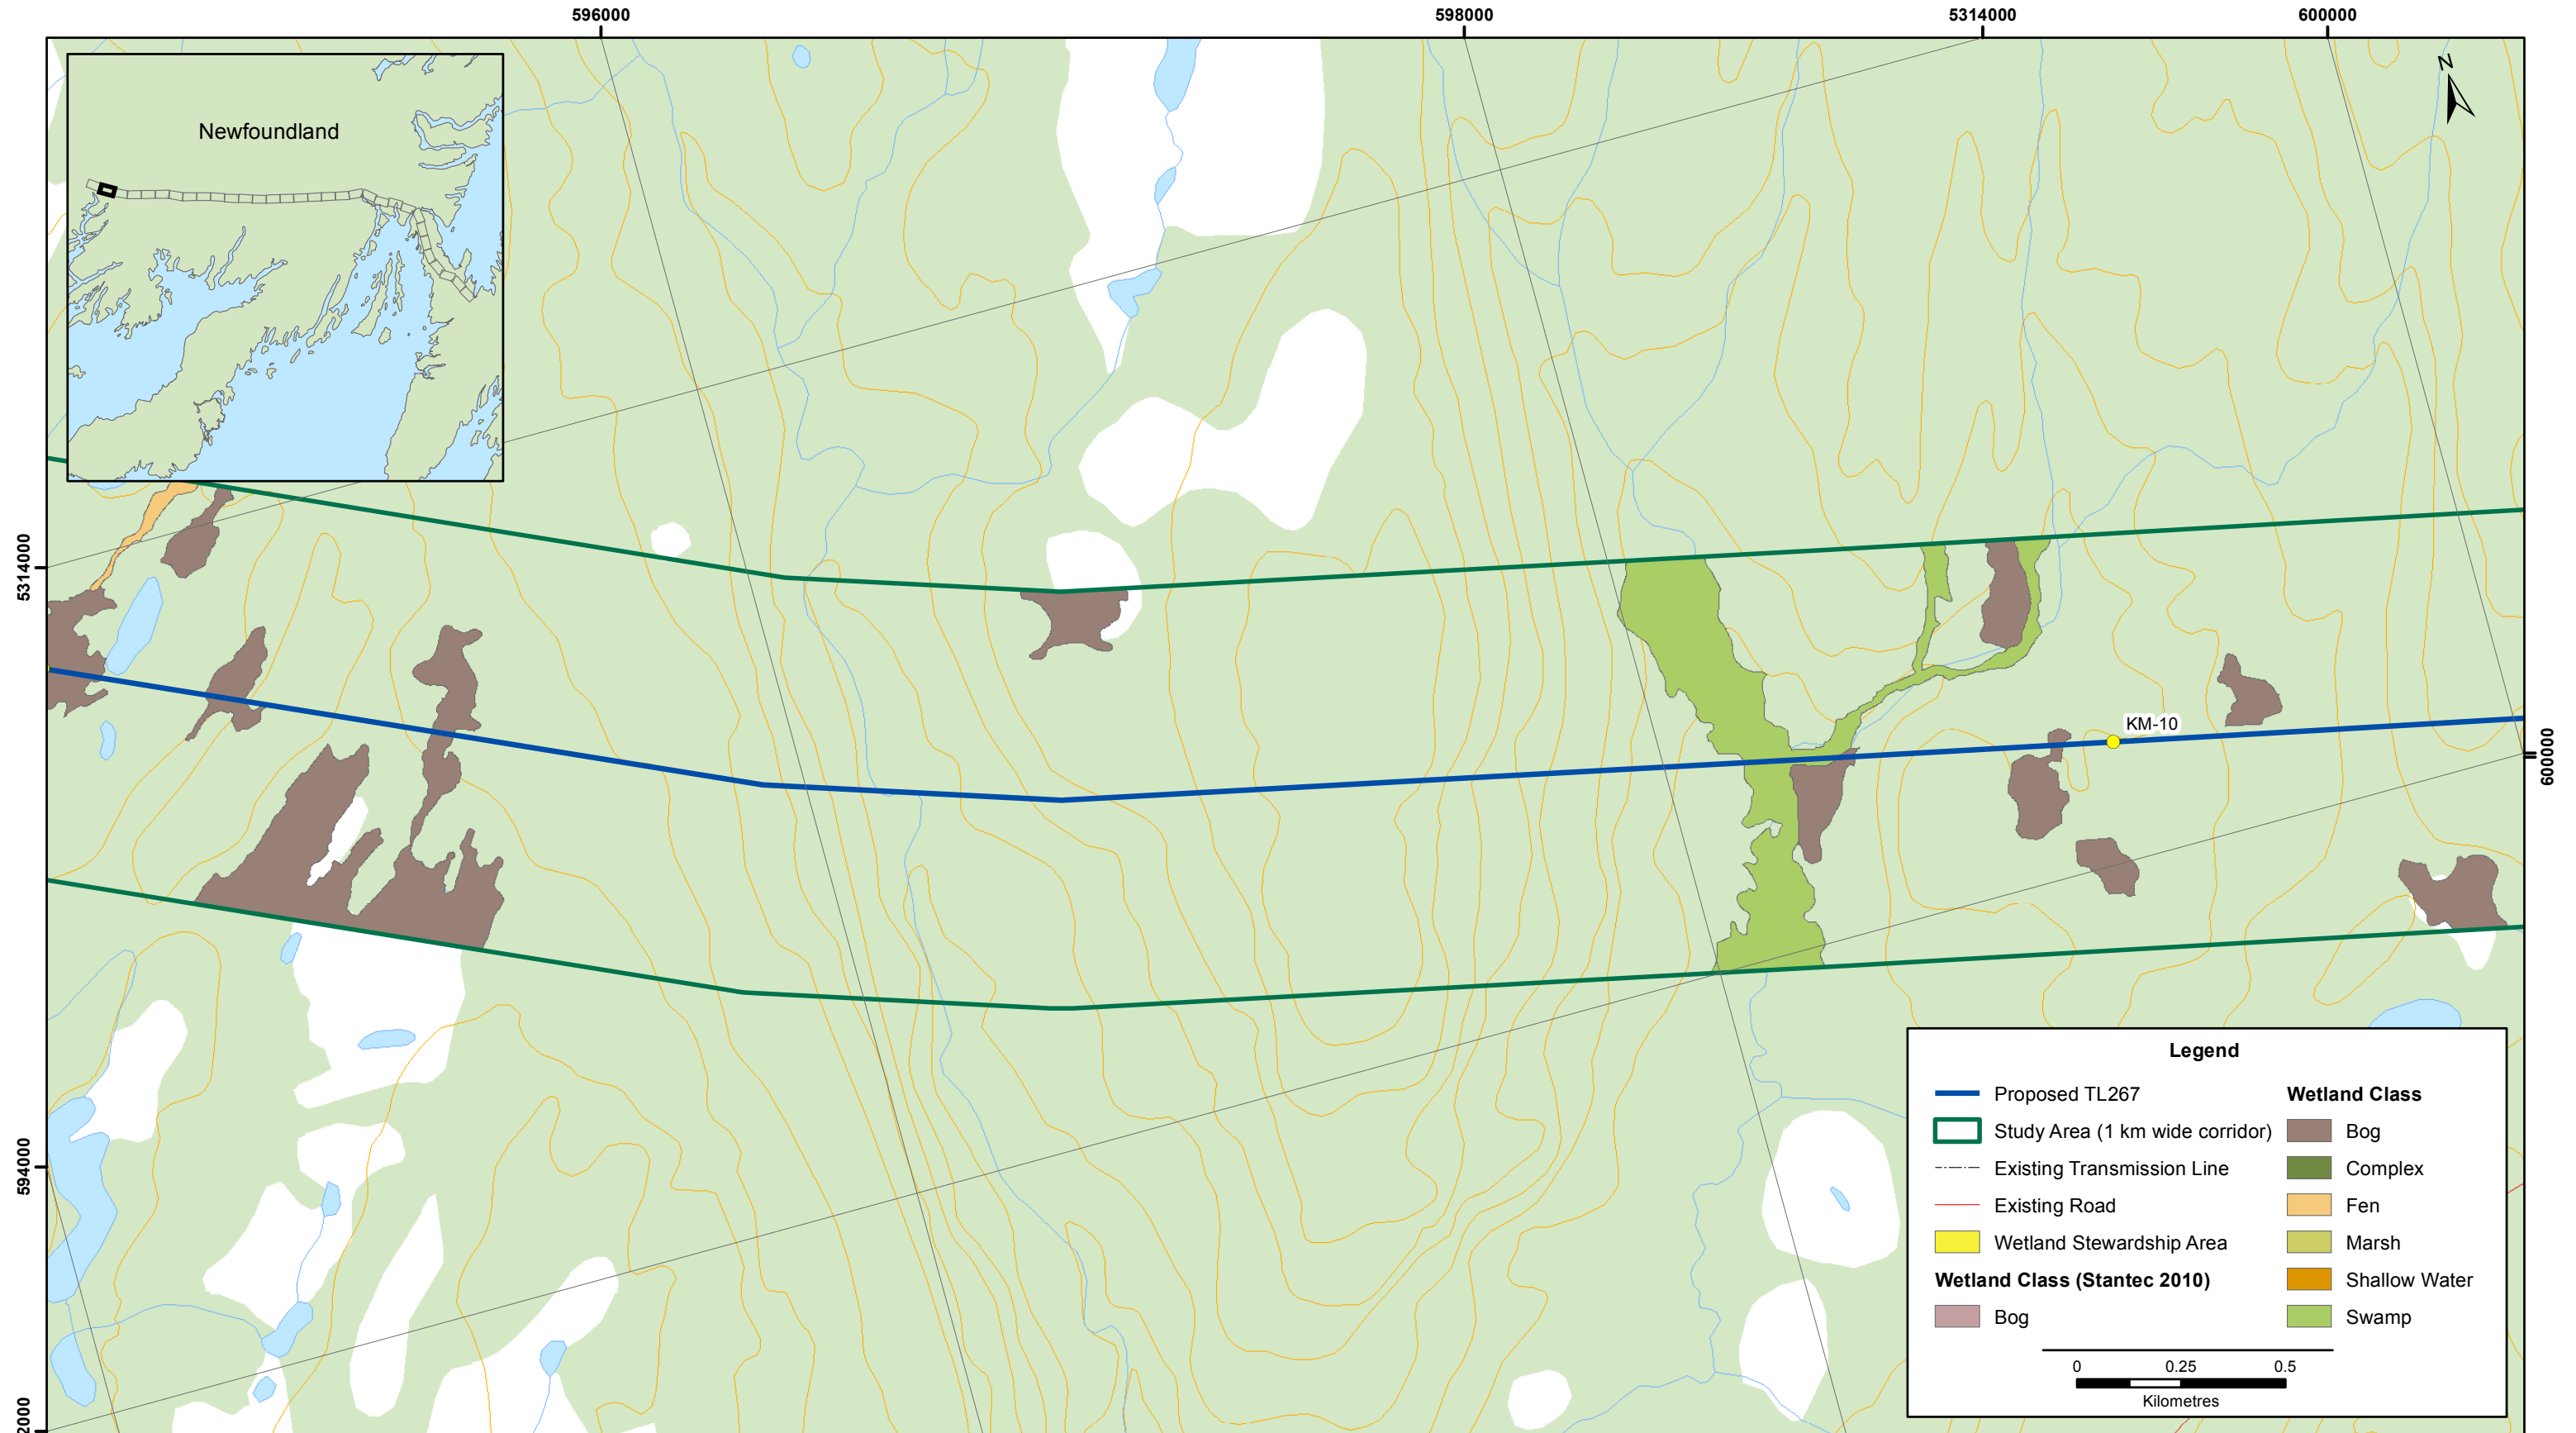 596000
598000
5314000
600000
N
Newfoundland
5314000
KM-10
600000
594000
Legend
Proposed TL267
Study Area (1 km wide corridor)
Existing Transmission Line
Existing Road
Wetland Stewardship Area
Wetland Class (Stantec 2010)
Bog
Wetland Class
Bog
Complex
Fen
Marsh
Shallow Water
Swamp
0 0.25 0.5
Kilometres
2000